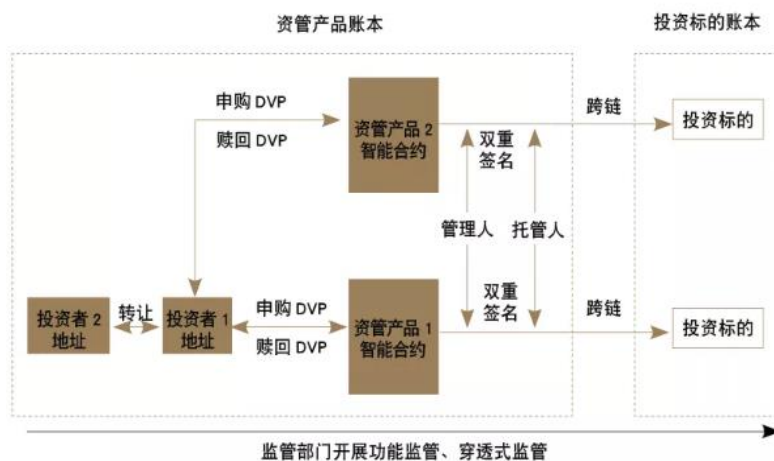 资管产品账本
投资标的账本
申购 DVP
赎回 DVP
资管产品 2
智能合约
双重
签名
跨链
投资标的
管理人
托管人
投资者 2
地址
转让
投资者 1
地址
申购 DVP
赎回 DVP
资管产品 1
智能合约
双重
签名
跨链
投资标的
监管部门开展功能监管、穿透式监管